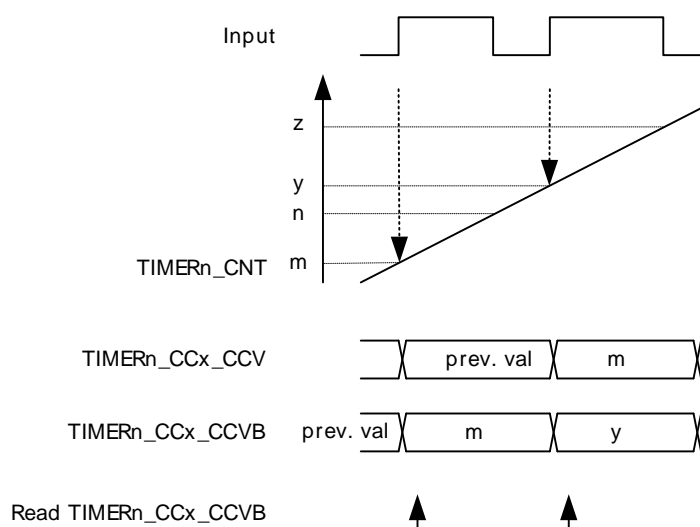 Input
z
y
n
TIMERn_CNT m
TIMERn_CCx_CCV prev. val m
TIMERn_CCx_CCVB prev. val m y
Read TIMERn_CCx_CCVB